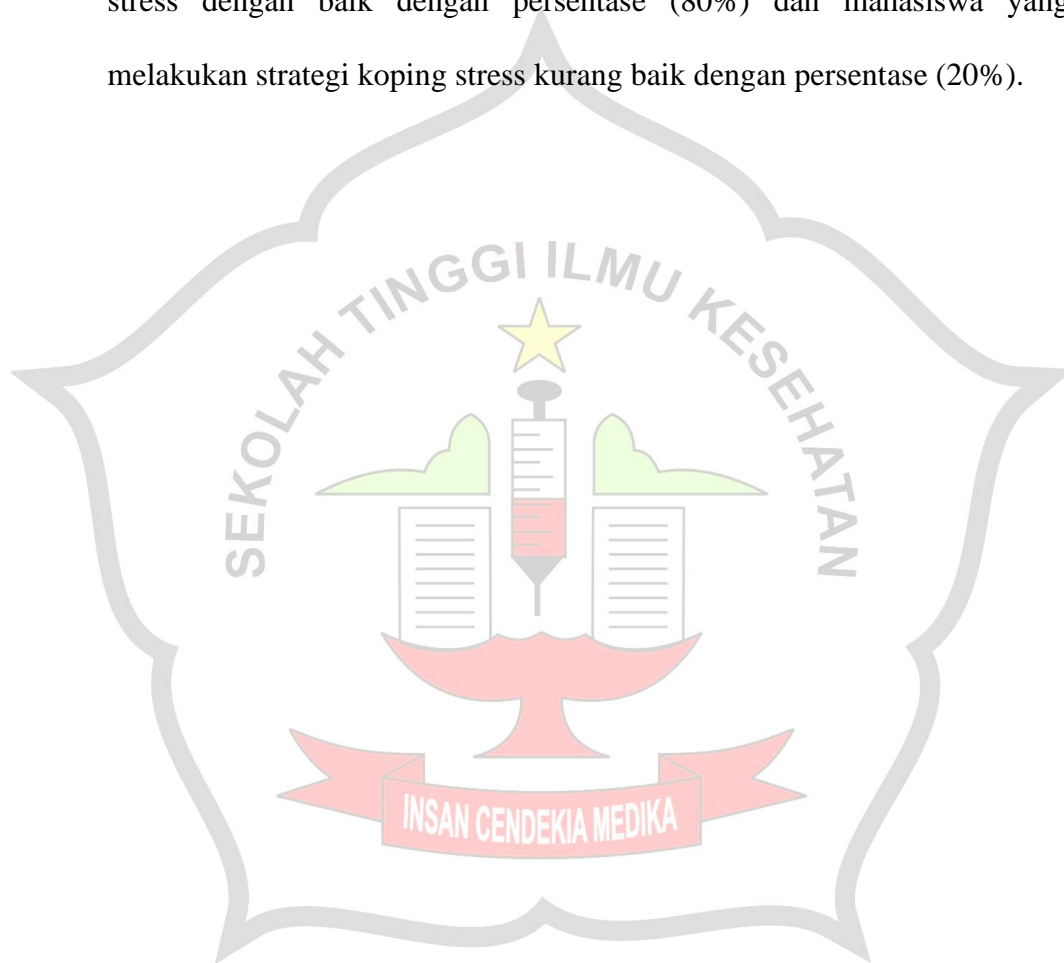 stress dengan baik dengan persentase (80%) dan mahasiswa yang
melakukan strategi koping stress kurang baik dengan persentase (20%).
SEKOLAH TINGGI ILMU KESEHATAN
INSAN CENDEKIA MEDIKA